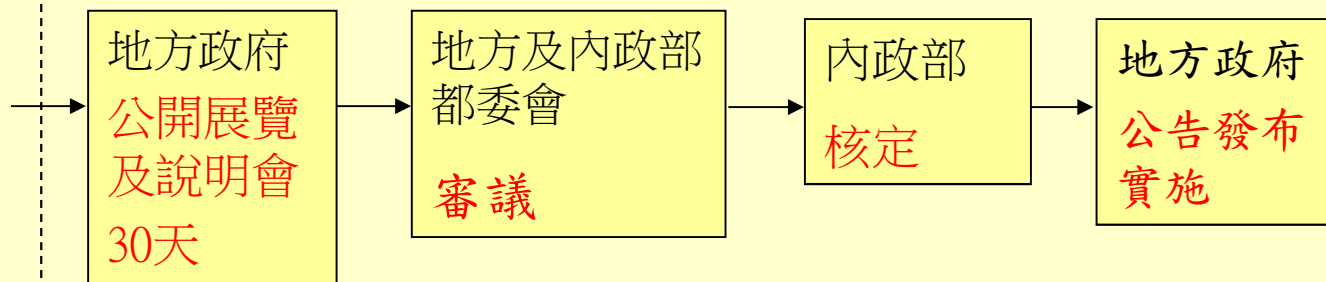 地方政府
公開展覽
及說明會
30天
地方及內政部
都委會
審議
內政部
核定
地方政府
公告發布
實施